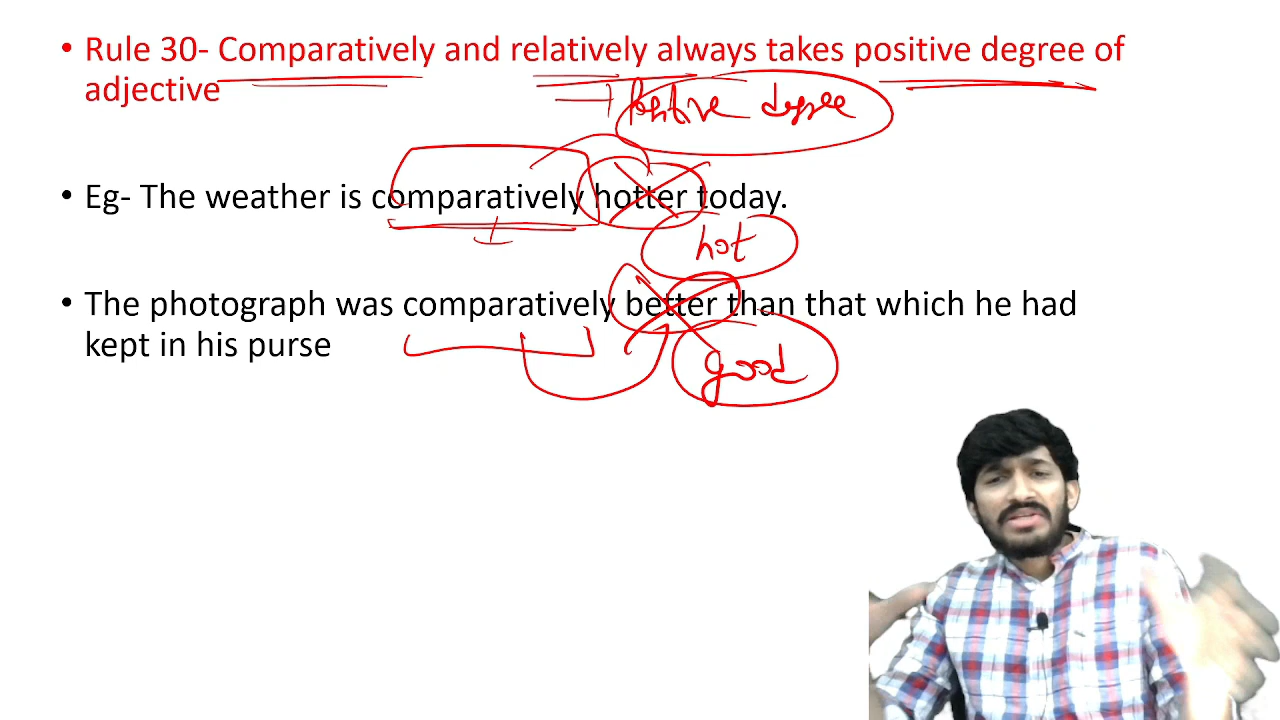 • Rule 30- Comparatively and relatively always takes positive degree of
adjective
→ Positive degree
• Eg- The weather is comparatively hotter today.
hot
• The photograph was comparatively better than that which he had
kept in his purse
good